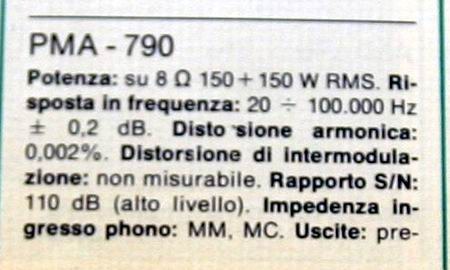 PMA - 790
Potenza: su 8 Ω 150 + 150 W RMS. Ri-
sposta in frequenza: 20 ÷ 100.000 Hz
± 0,2 dB. Disto sione armonica:
0,002%. Distorsione di intermodula-
zione: non misurabile. Rapporto S/N:
110 dB (alto livello). Impedenza in-
gresso phono: MM, MC. Uscite: pre-